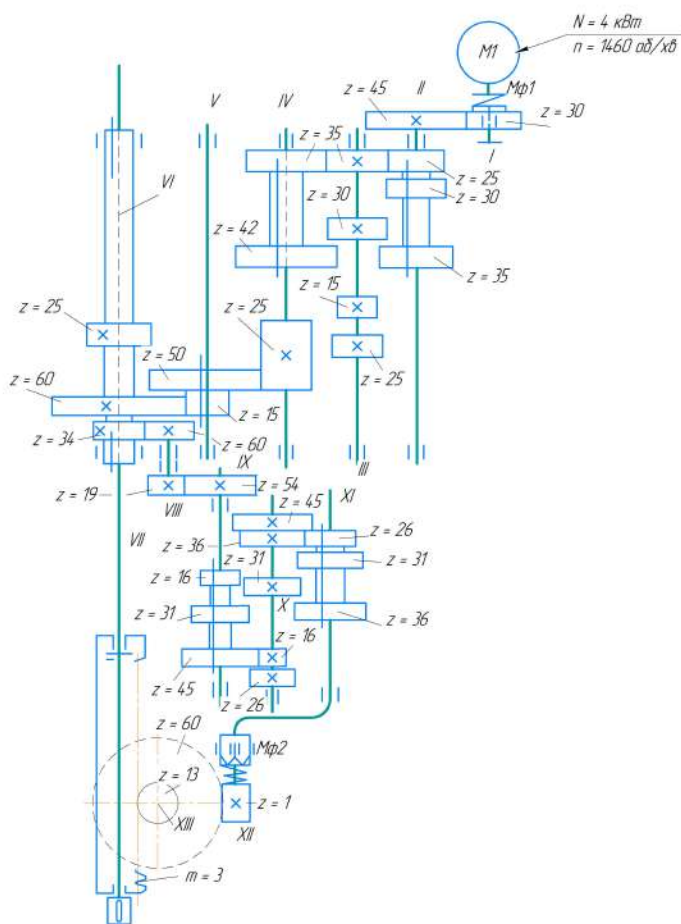 N = 4 кВт
n = 1460 об/хв
М1
Мф1
z = 45
II
z = 30
I
V
IV
z = 35
z = 25
z = 30
z = 30
VI
z = 42
z = 35
z = 15
z = 25
z = 25
z = 50
z = 25
z = 60
z = 15
z = 34
z = 60
IX
III
z = 19
VIII
z = 54
XI
z = 45
z = 26
VII
z = 36
z = 31
z = 31
z = 16
X
z = 31
z = 36
z = 16
z = 45
z = 26
z = 60
Мф2
z = 13
z = 1
XIII
XII
m = 3